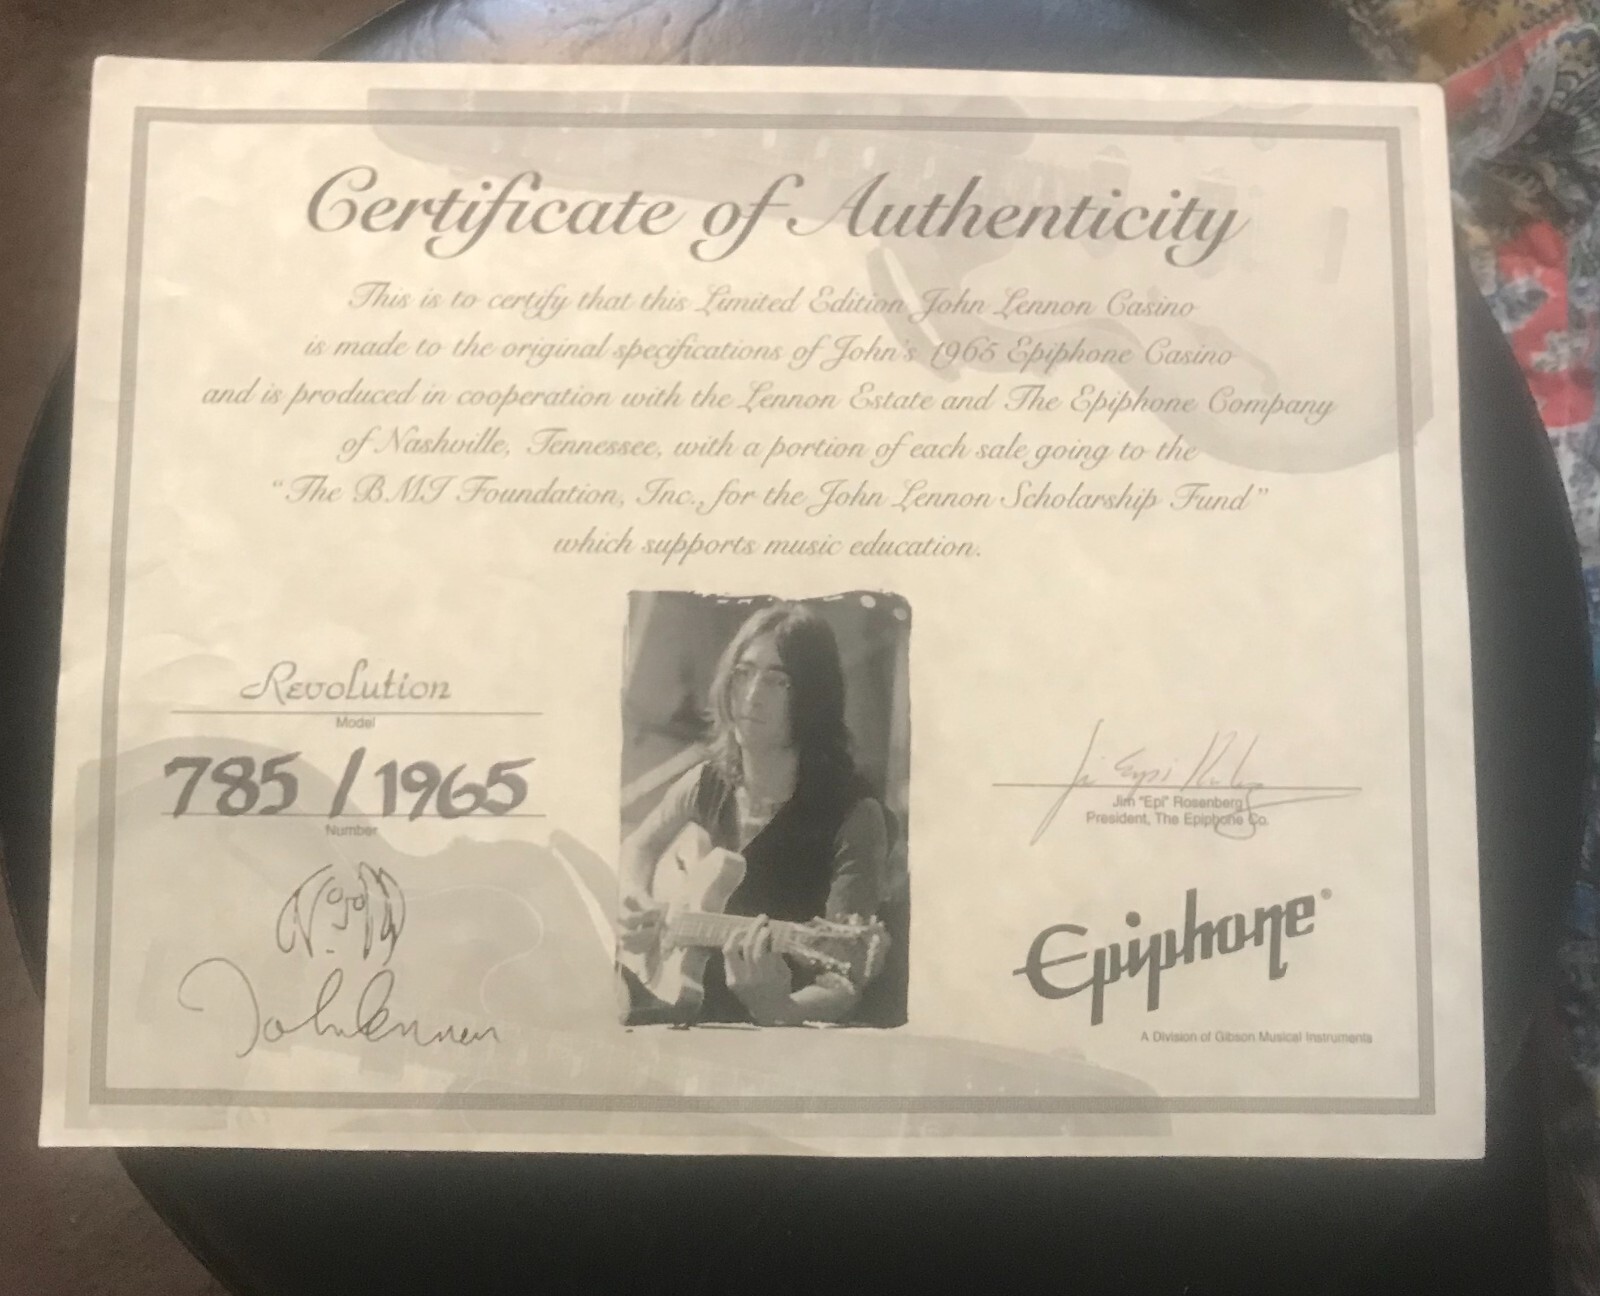 Certificate of Authenticity
This is to certify that this Limited Edition John Lennon Casino
is made to the original specifications of John's 1965 Epiphone Casino
and is produced in cooperation with the Lennon Estate and The Epiphone Company
of Nashville, Tennessee, with a portion of each sale going to the
"The BMI Foundation, Inc., for the John Lennon Scholarship Fund"
which supports music education.
Revolution
Model
785 / 1965
Number
John Lennon
Jim "Epi" Rosenberg
President, The Epiphone Co.
Epiphone®
A Division of Gibson Musical Instruments